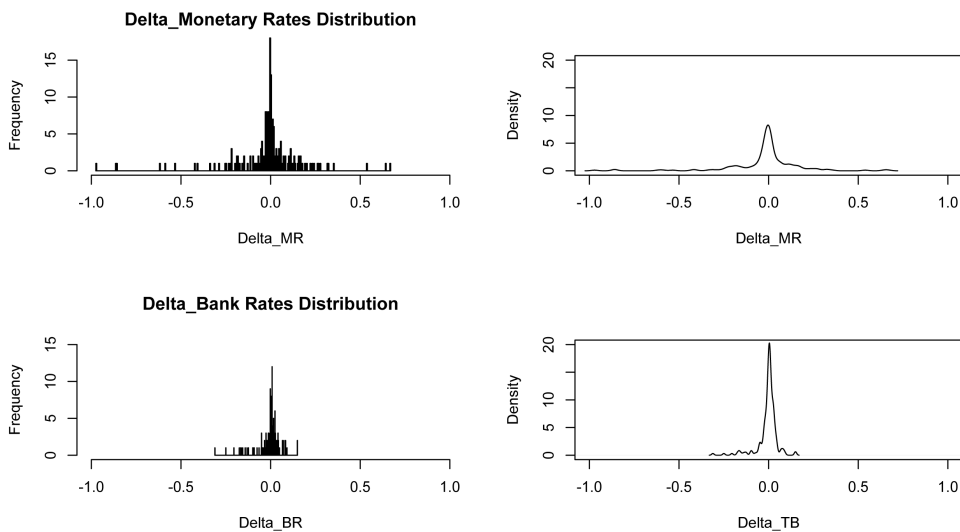 Delta_Monetary Rates Distribution
Frequency
0 5 10 15
-1.0 -0.5 0.0 0.5 1.0
Delta_MR
Density
0 5 10 20
-1.0 -0.5 0.0 0.5 1.0
Delta_MR
Delta_Bank Rates Distribution
Frequency
0 5 10 15
-1.0 -0.5 0.0 0.5 1.0
Delta_BR
Density
0 5 10 20
-1.0 -0.5 0.0 0.5 1.0
Delta_TB